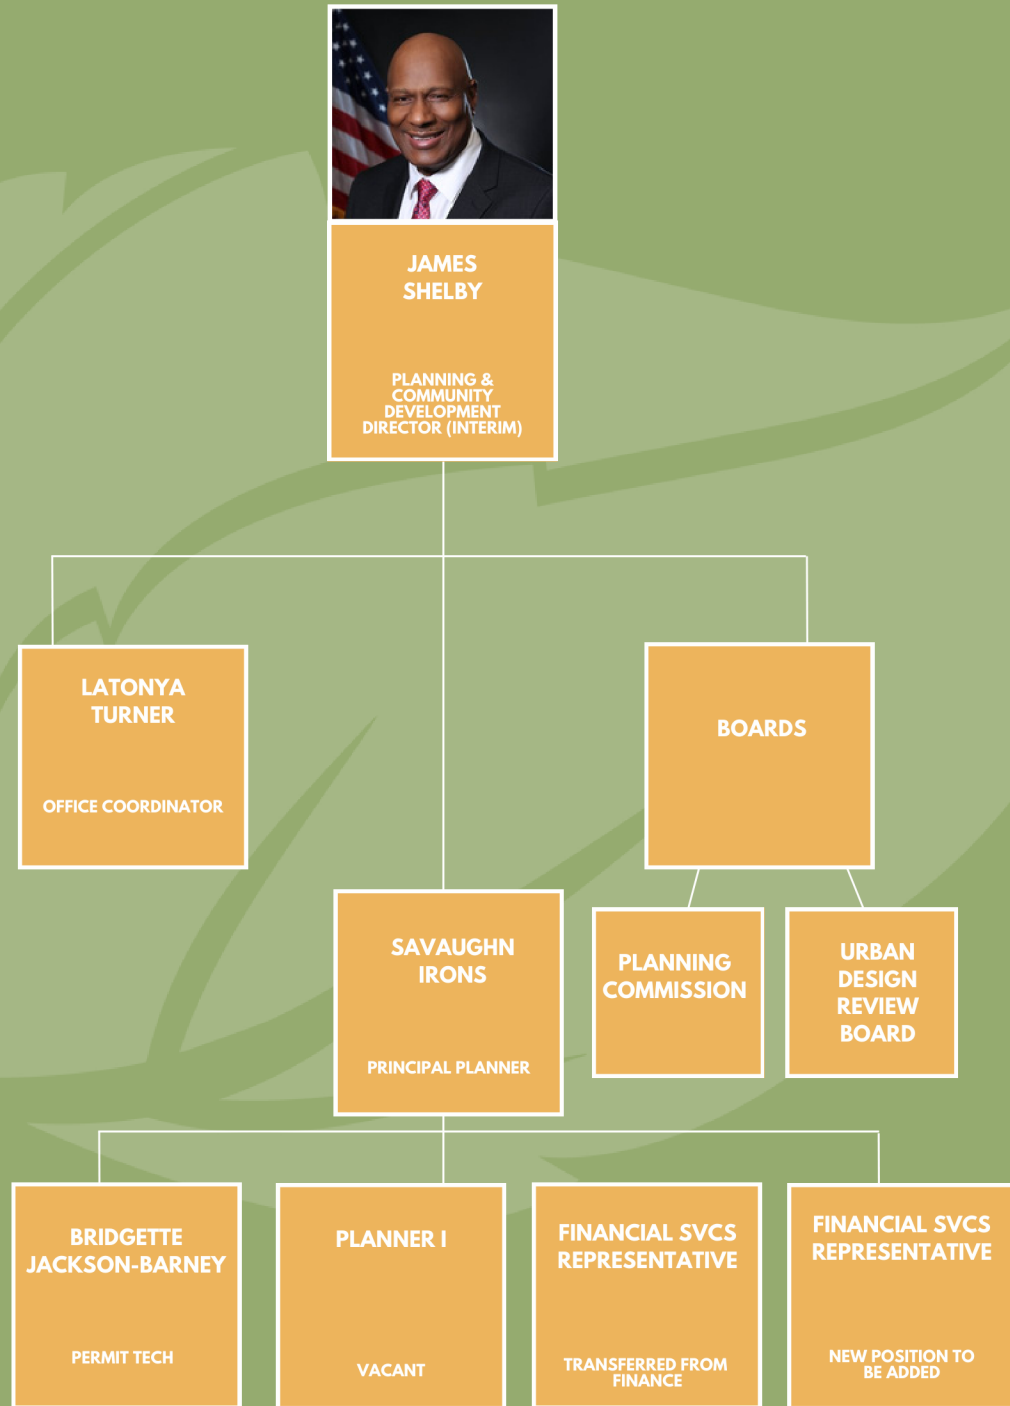 JAMES
SHELBY
PLANNING &
COMMUNITY
DEVELOPMENT
DIRECTOR (INTERIM)
LATONYA
TURNER
OFFICE COORDINATOR
BOARDS
SAVAUGHN
IRONS
PRINCIPAL PLANNER
PLANNING
COMMISSION
URBAN
DESIGN
REVIEW
BOARD
BRIDGETTE
JACKSON-BARNEY
PERMIT TECH
PLANNER I
VACANT
FINANCIAL SVCS
REPRESENTATIVE
TRANSFERRED FROM
FINANCE
FINANCIAL SVCS
REPRESENTATIVE
NEW POSITION TO
BE ADDED